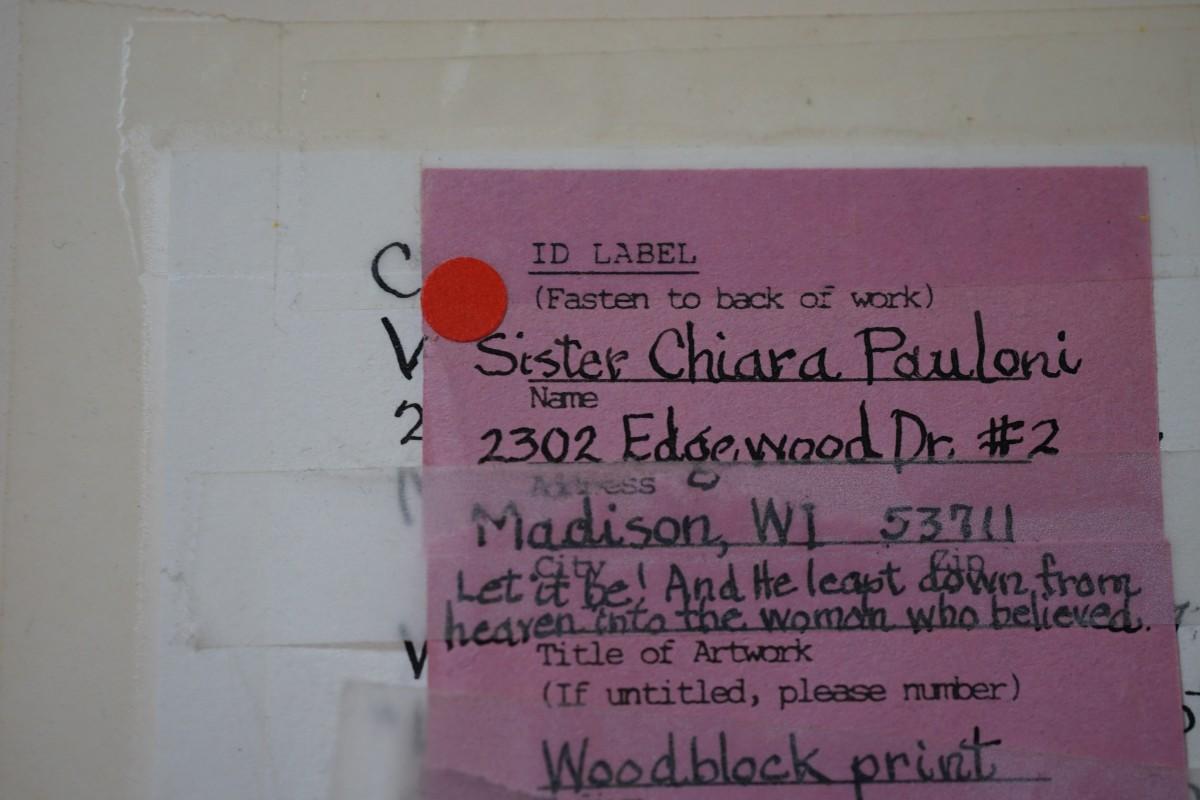 ID LABEL
(Fasten to back of work)
Sister Chiara Pauloni
Name
2302 Edgewood Dr. #2
Address
Madison, WI 53711
City Zip
Let it be! And He leapt down from
heaven into the woman who believed.
Title of Artwork
(If untitled, please number)
Woodblock print